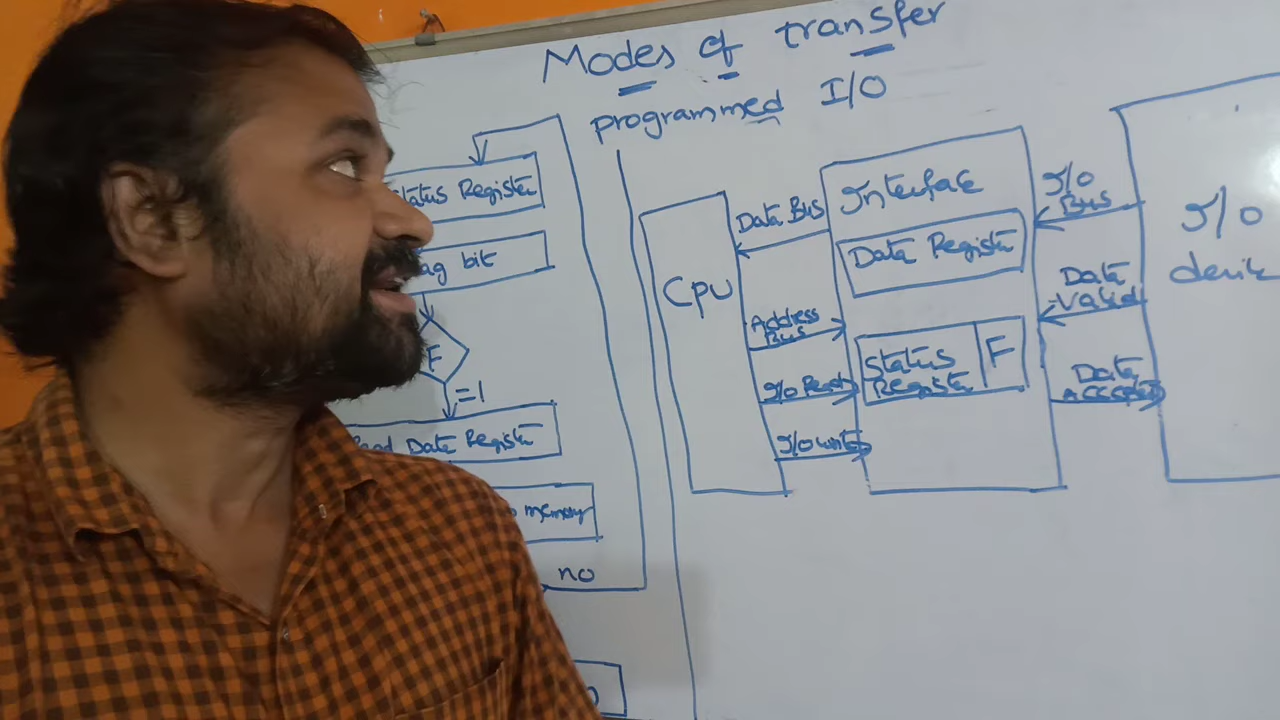 Modes of transfer
programmed I/O
Status Register
flag bit
F
=1
Read Data Register
memory
no
CPU
Data Bus
Address
Bus
I/O Read
I/O write
Interface
Data Register
Status
Register
F
I/O
Bus
Data
valid
Data
accepted
I/O
device